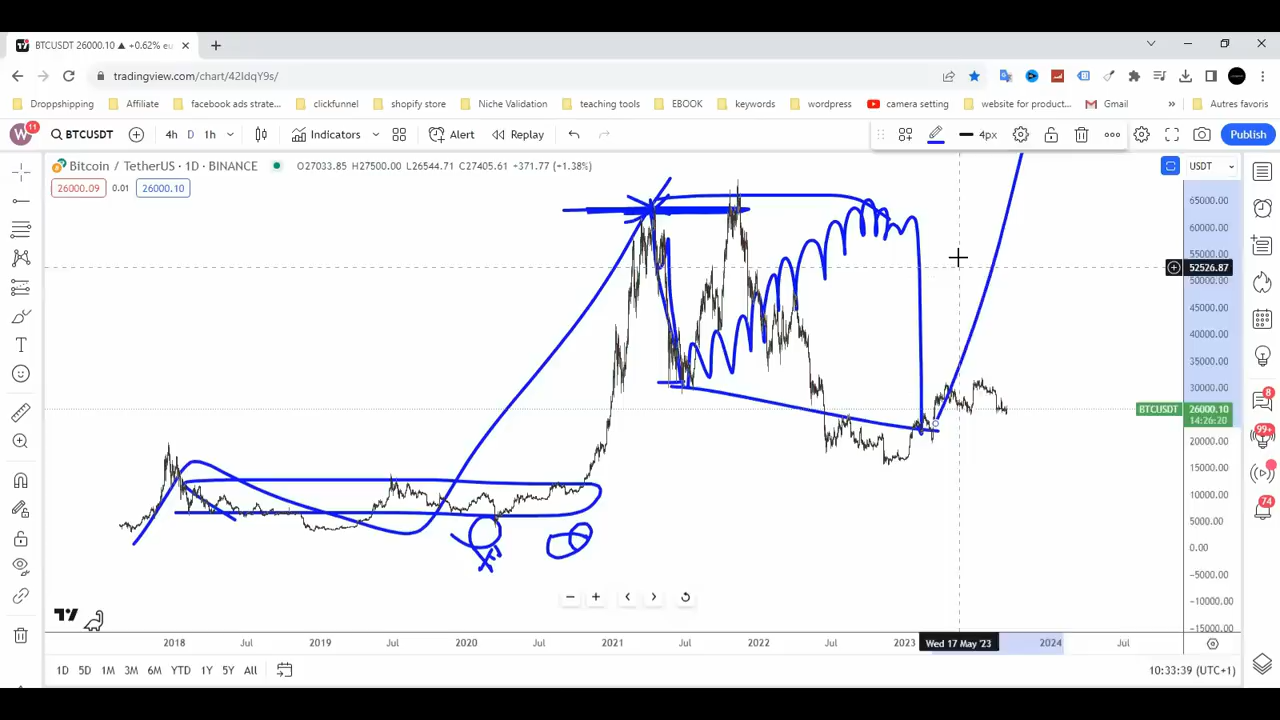 BTCUSDT 26000.10 ▲ +0.62% eu
tradingview.com/chart/42IdqY9s/
Droppshipping
Affiliate
facebook ads strate...
clickfunnel
shopify store
Niche Validation
teaching tools
EBOOK
keywords
wordpress
camera setting
website for product...
Gmail
»
Autres favoris
W
11
BTCUSDT
4h
D
1h
Indicators
Alert
Replay
4px
Publish
Bitcoin / TetherUS · 1D · BINANCE
O27033.85 H27500.00 L26544.71 C27405.61 +371.77 (+1.38%)
USDT
26000.09
0.01
26000.10
65000.00
60000.00
55000.00
52526.87
50000.00
45000.00
40000.00
35000.00
30000.00
BTCUSDT
26000.10
14:26:20
20000.00
15000.00
10000.00
5000.00
0.00
-5000.00
-10000.00
-15000.00
8
99+
74
2018
Jul
2019
Jul
2020
Jul
2021
Jul
2022
Jul
2023
Wed 17 May '23
2024
Jul
1D
5D
1M
3M
6M
YTD
1Y
5Y
All
10:33:39 (UTC+1)